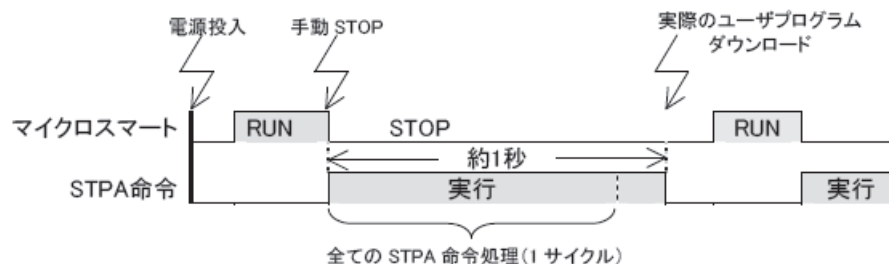 電源投入
手動 STOP
実際のユーザプログラム
ダウンロード
マイクロスマート
RUN
STOP
RUN
約1秒
STPA命令
実行
実行
全ての STPA 命令処理(1 サイクル)